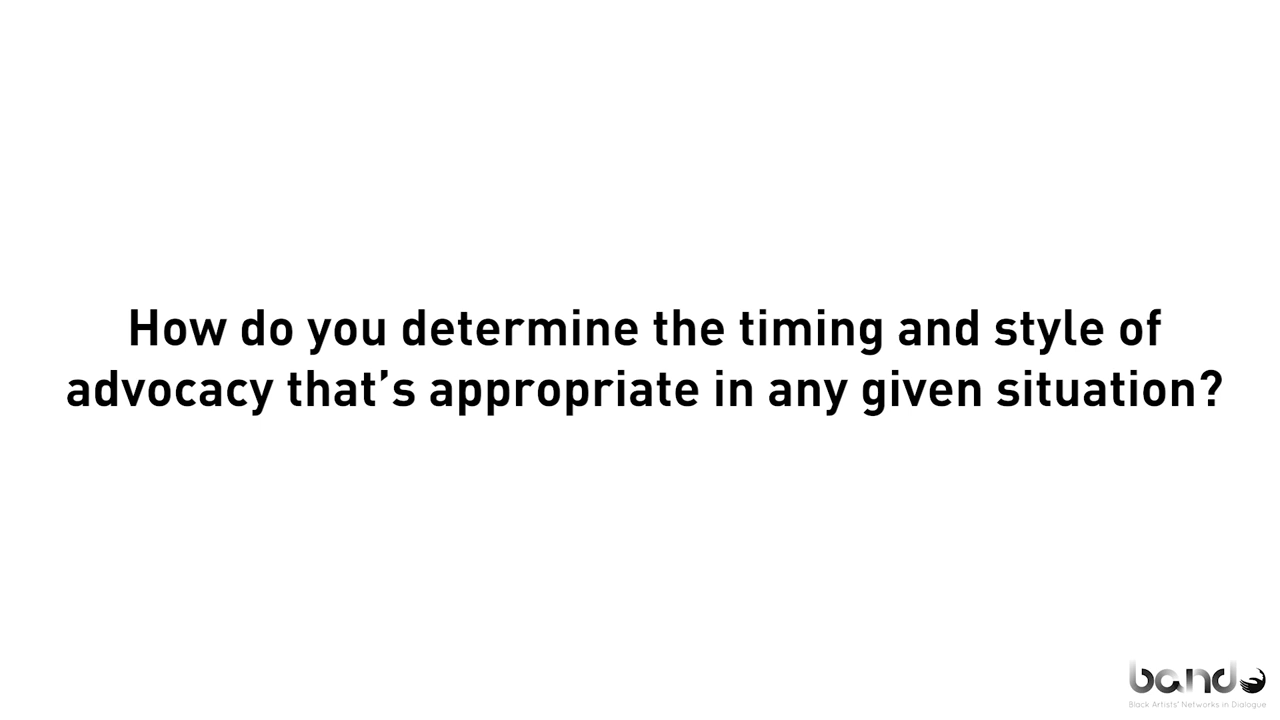 How do you determine the timing and style of
advocacy that’s appropriate in any given situation?
band
Black Artists' Networks in Dialogue